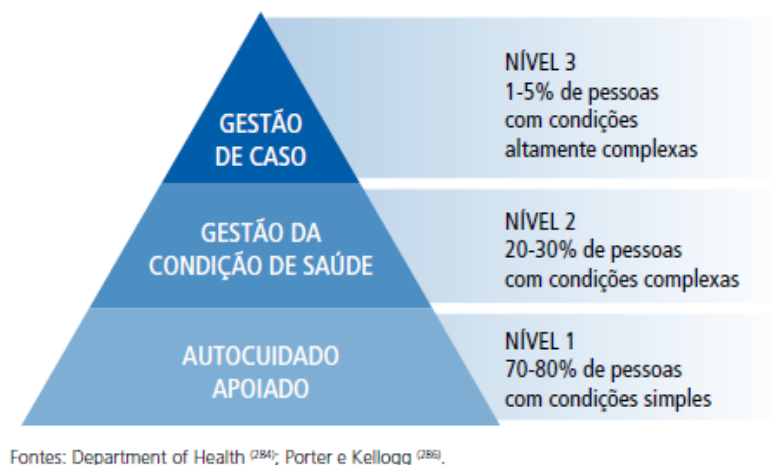 GESTÃO
DE CASO
NÍVEL 3
1-5% de pessoas
com condições
altamente complexas
GESTÃO DA
CONDIÇÃO DE SAÚDE
NÍVEL 2
20-30% de pessoas
com condições complexas
AUTOCUIDADO
APOIADO
NÍVEL 1
70-80% de pessoas
com condições simples
Fontes: Department of Health (284); Porter e Kellogg (286).